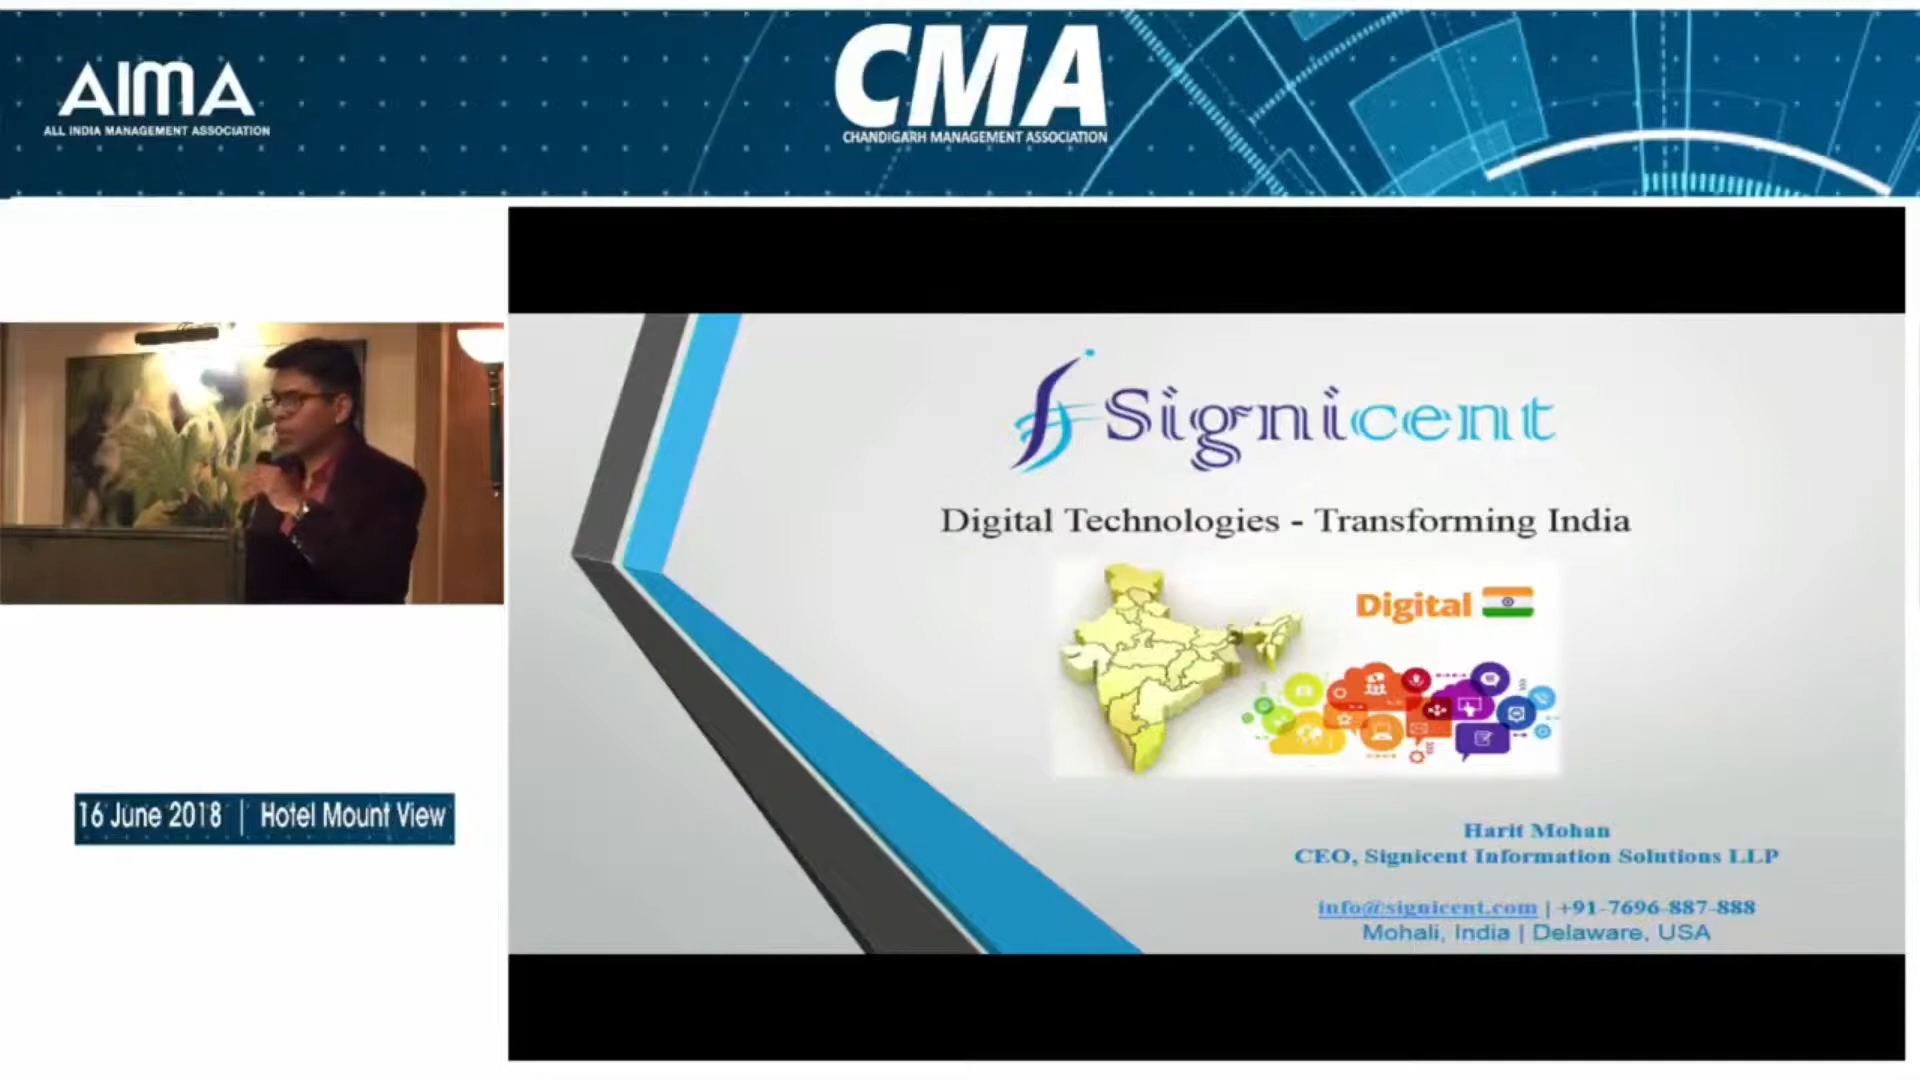 AIMA
ALL INDIA MANAGEMENT ASSOCIATION
CMA
CHANDIGARH MANAGEMENT ASSOCIATION
Signicent
Digital Technologies - Transforming India
Digital
16 June 2018 | Hotel Mount View
Harit Mohan
CEO, Signicent Information Solutions LLP
info@signicent.com | +91-7696-887-888
Mohali, India | Delaware, USA